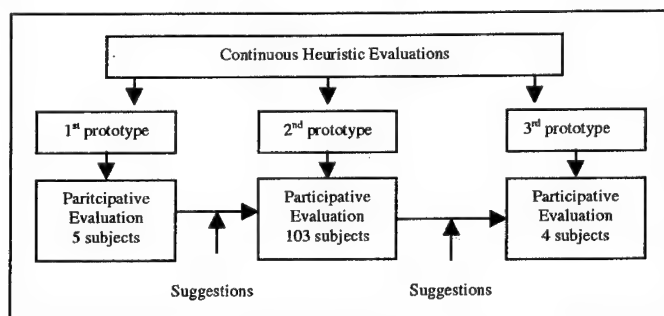 Continuous Heuristic Evaluations
1st prototype
2nd prototype
3rd prototype
Paritcipative
Evaluation
5 subjects
Participative
Evaluation
103 subjects
Participative
Evaluation
4 subjects
Suggestions
Suggestions